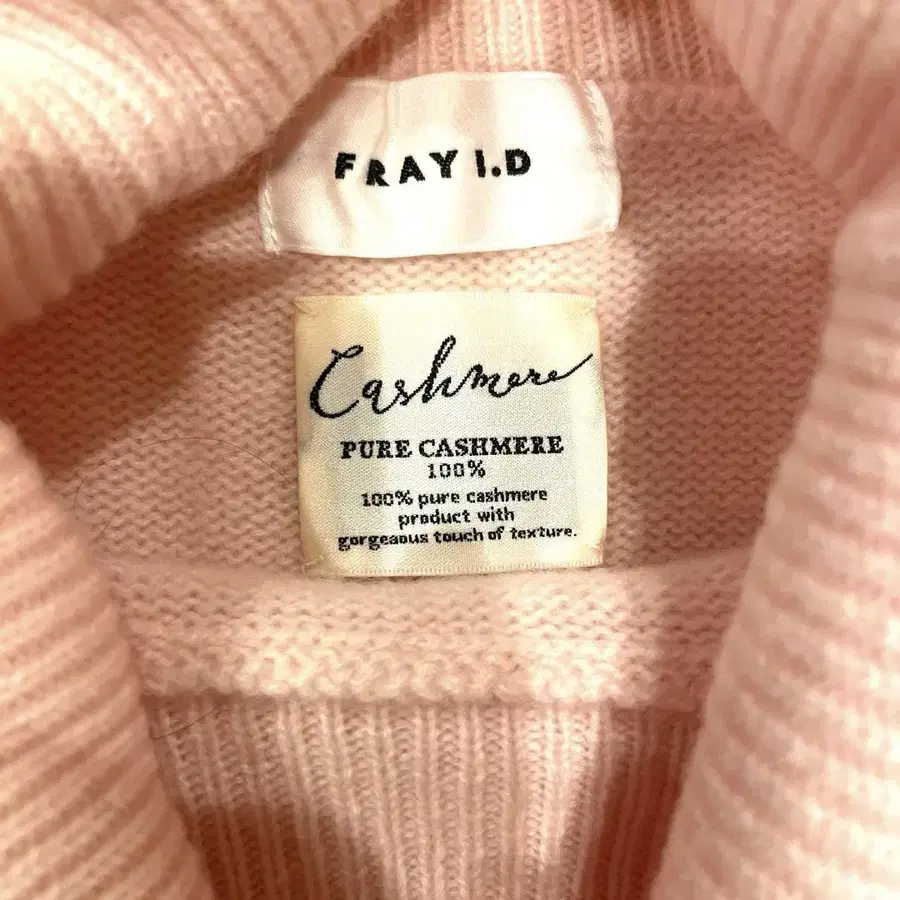 FRAY I.D
Cashmere
PURE CASHMERE
100%
100% pure cashmere
product with
gorgeous touch of texture.